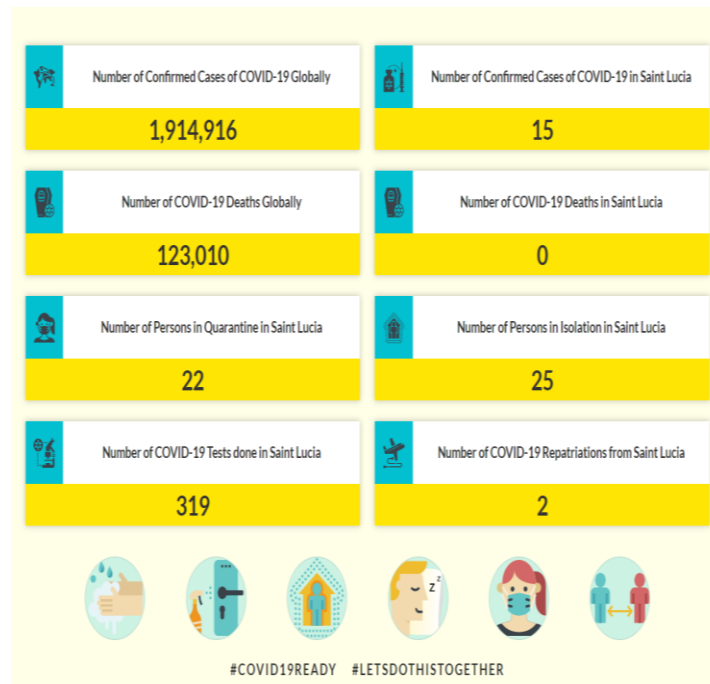 Number of Confirmed Cases of COVID-19 Globally
1,914,916
Number of Confirmed Cases of COVID-19 in Saint Lucia
15
Number of COVID-19 Deaths Globally
123,010
Number of COVID-19 Deaths in Saint Lucia
0
Number of Persons in Quarantine in Saint Lucia
22
Number of Persons in Isolation in Saint Lucia
25
Number of COVID-19 Tests done in Saint Lucia
319
Number of COVID-19 Repatriations from Saint Lucia
2
z z
#COVID19READY #LETSDOTHISTOGETHER